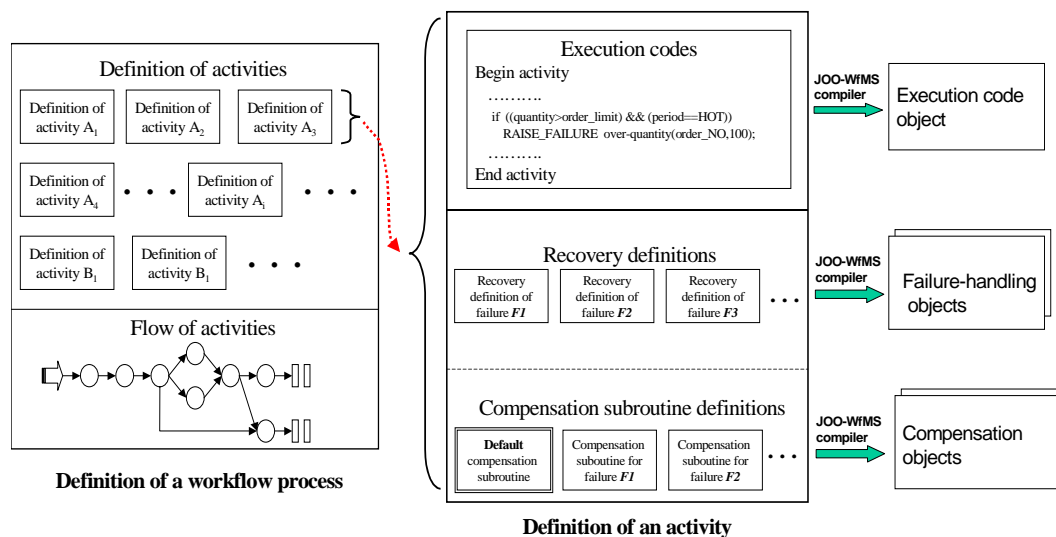 Definition of activities
Definition of
activity A1
Definition of
activity A2
Definition of
activity A3
Definition of
activity A4
• • •
Definition of
activity Ai
• • •
Definition of
activity B1
Definition of
activity B1
• • •
Flow of activities
Definition of a workflow process
Execution codes
Begin activity
……….
if ((quantity>order_limit) && (period==HOT))
RAISE_FAILURE over-quantity(order_NO,100);
……….
End activity
Recovery definitions
Recovery
definition of
failure F1
Recovery
definition of
failure F2
Recovery
definition of
failure F3
• • •
Compensation subroutine definitions
Default
compensation
subroutine
Compensation
suboutine for
failure F1
Compensation
suboutine for
failure F2
• • •
Definition of an activity
JOO-WfMS
compiler
Execution code
object
JOO-WfMS
compiler
Failure-handling
objects
JOO-WfMS
compiler
Compensation
objects